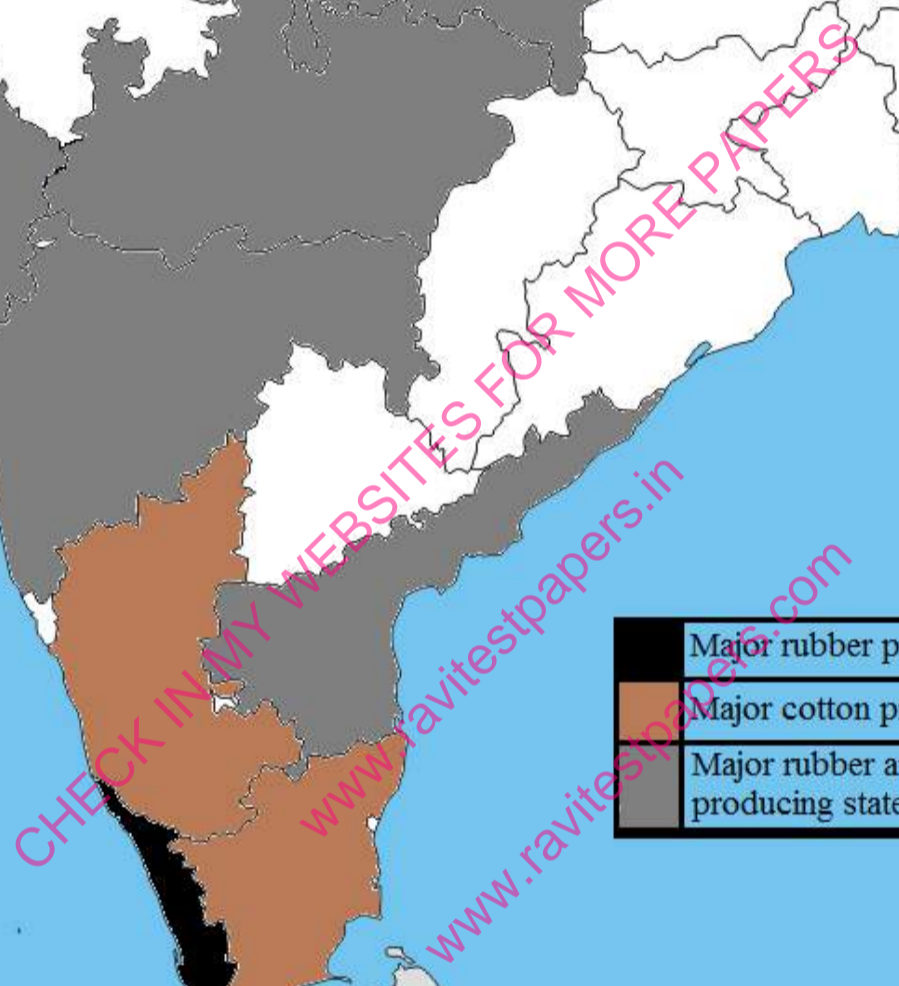 CHECK IN MY WEBSITES FOR MORE PAPERS
www.ravitestpapers.in
www.ravitestpapers.com
Major rubber p
Major cotton p
Major rubber a
producing state